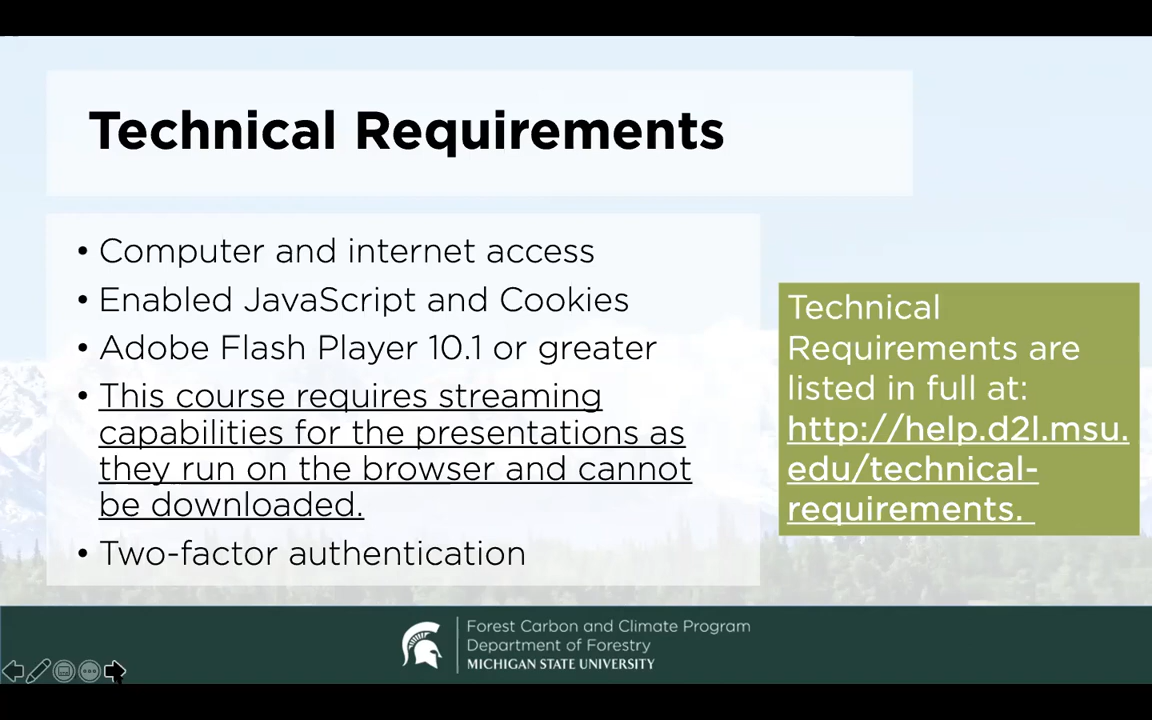 Technical Requirements
• Computer and internet access
• Enabled JavaScript and Cookies
• Adobe Flash Player 10.1 or greater
• This course requires streaming
capabilities for the presentations as
they run on the browser and cannot
be downloaded.
• Two-factor authentication
Technical
Requirements are
listed in full at:
http://help.d2l.msu.
edu/technical-
requirements.
Forest Carbon and Climate Program
Department of Forestry
MICHIGAN STATE UNIVERSITY